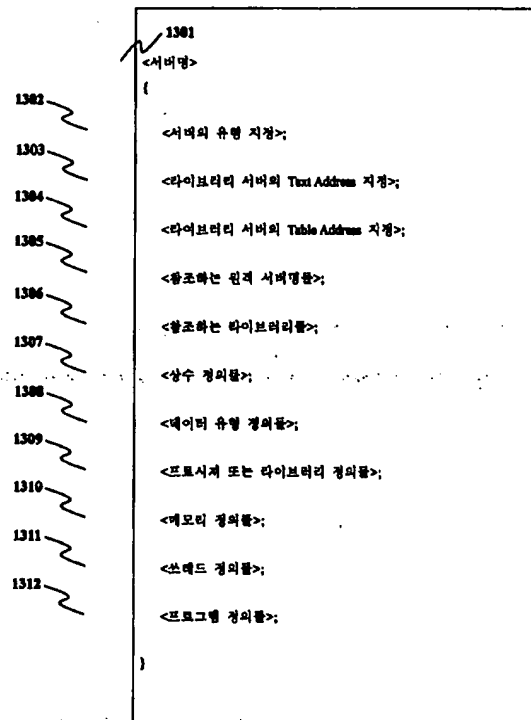 1301
<서버명>
{
1302
<서버의 유형 지정>;
1303
<라이브러리 서버의 Text Address 지정>;
1304
<라이브러리 서버의 Table Address 지정>;
1305
<참조하는 원격 서버명들>;
1306
<참조하는 라이브러리들>;
1307
<상수 정의들>;
1308
<데이터 유형 정의들>;
1309
<프로시져 또는 라이브러리 정의들>;
1310
<메모리 정의들>;
1311
<쓰레드 정의들>;
1312
<프로그램 정의들>;
}